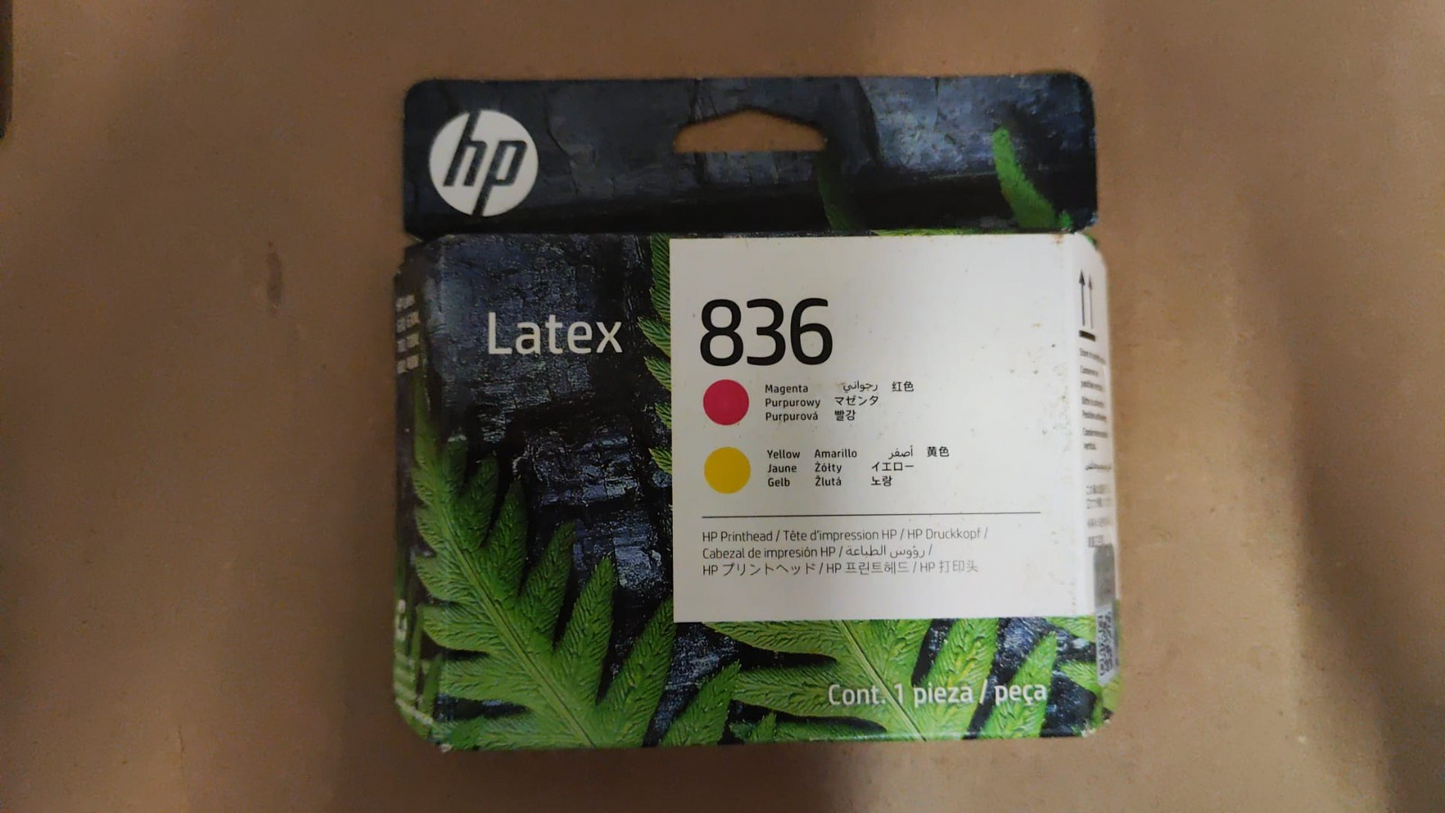 hp
Latex
836
Magenta رجواني 红色
Purpurowy マゼンタ
Purpurová 빨강
Yellow Amarillo أصفر 黄色
Jaune Żółty イエロー
Gelb Žlutá 노랑
HP Printhead / Tête d'impression HP / HP Druckkopf /
Cabezal de impresión HP / رؤوس الطباعة /
HP プリントヘッド / HP 프린트헤드 / HP 打印头
Cont. 1 pieza / peça